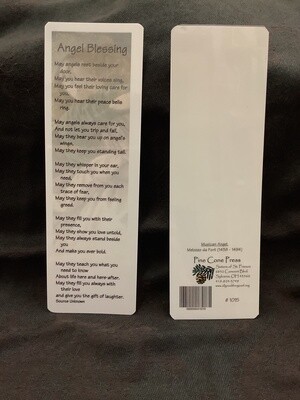 Angel Blessing
May angels rest beside your
door,
May you hear their voices sing,
May you feel their loving care for
you,
May you hear their peace bells
ring.
May angels always care for you,
And not let you trip and fall,
May they bear you up on angel's
wings,
May they keep you standing tall.
May they whisper in your ear,
May they touch you when you
need,
May they remove from you each
trace of fear,
May they keep you from feeling
greed.
May they fill you with their
presence,
May they show you love untold,
May they always stand beside
you
And make you ever bold.
May they teach you what you
need to know
About life here and here-after.
May they fill you always with
their love
and give you the gift of laughter.
(Source Unknown)
Musician Angel
Melozzo da Forli (1438 - 1494)
Pine Cone Press
# 1095